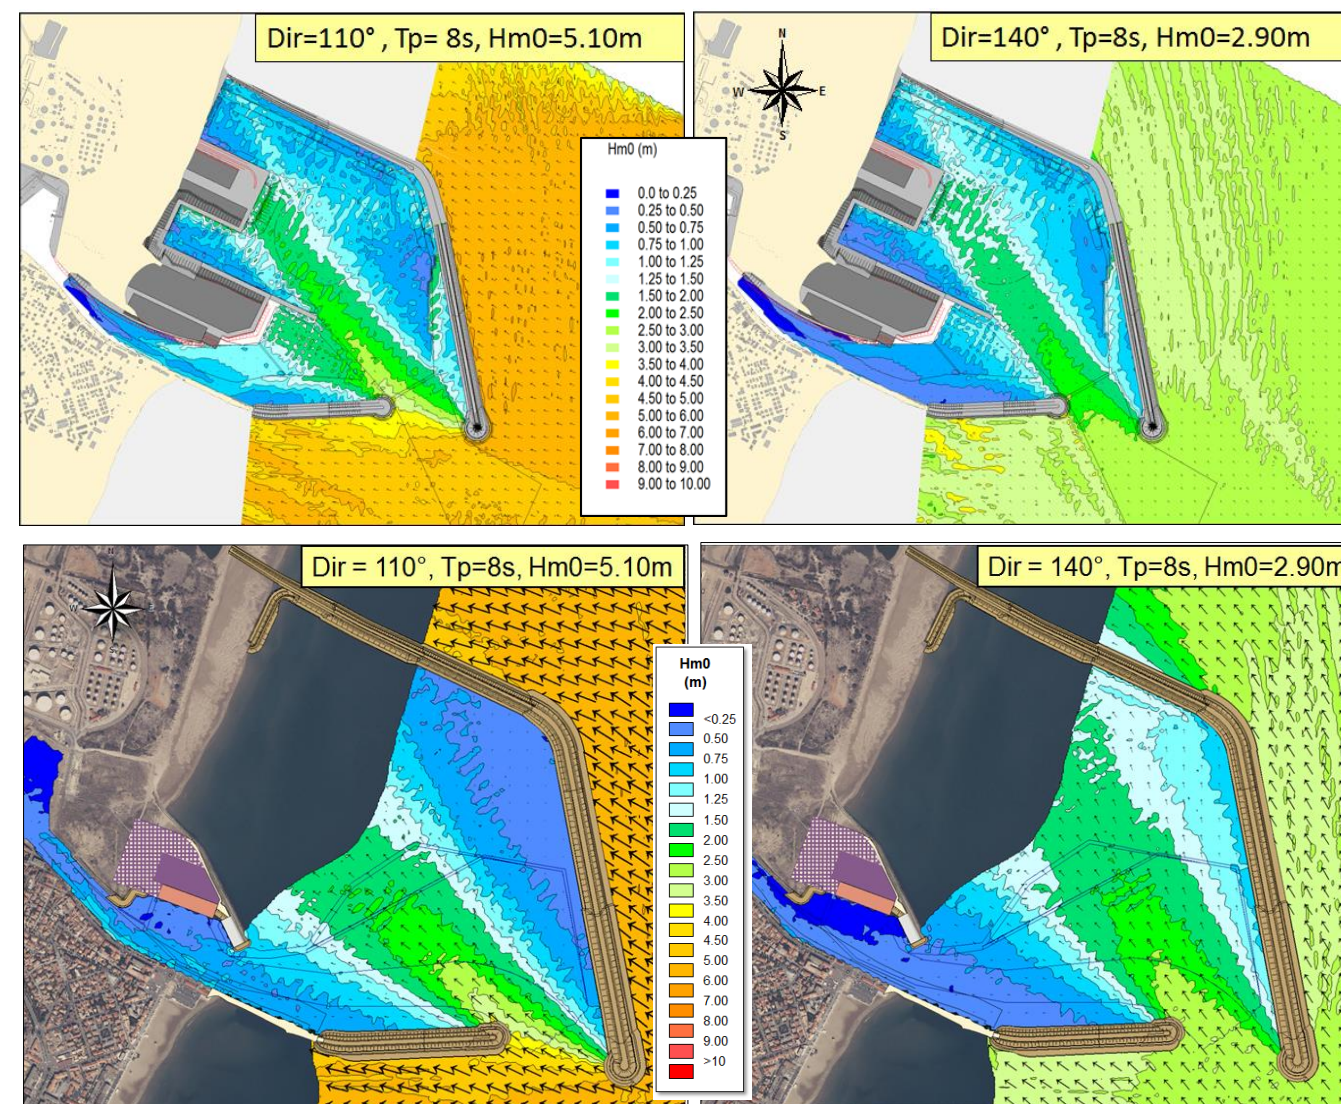 Dir=110° , Tp= 8s, Hm0=5.10m
Dir=140° , Tp=8s, Hm0=2.90m
N
W
E
S
Hm0 (m)
0.0 to 0.25
0.25 to 0.50
0.50 to 0.75
0.75 to 1.00
1.00 to 1.25
1.25 to 1.50
1.50 to 2.00
2.00 to 2.50
2.50 to 3.00
3.00 to 3.50
3.50 to 4.00
4.00 to 4.50
4.50 to 5.00
5.00 to 6.00
6.00 to 7.00
7.00 to 8.00
8.00 to 9.00
9.00 to 10.00
Dir = 110°, Tp=8s, Hm0=5.10m
Dir = 140°, Tp=8s, Hm0=2.90m
N
W
Hm0
(m)
<0.25
0.50
0.75
1.00
1.25
1.50
2.00
2.50
3.00
3.50
4.00
4.50
5.00
6.00
7.00
8.00
9.00
>10